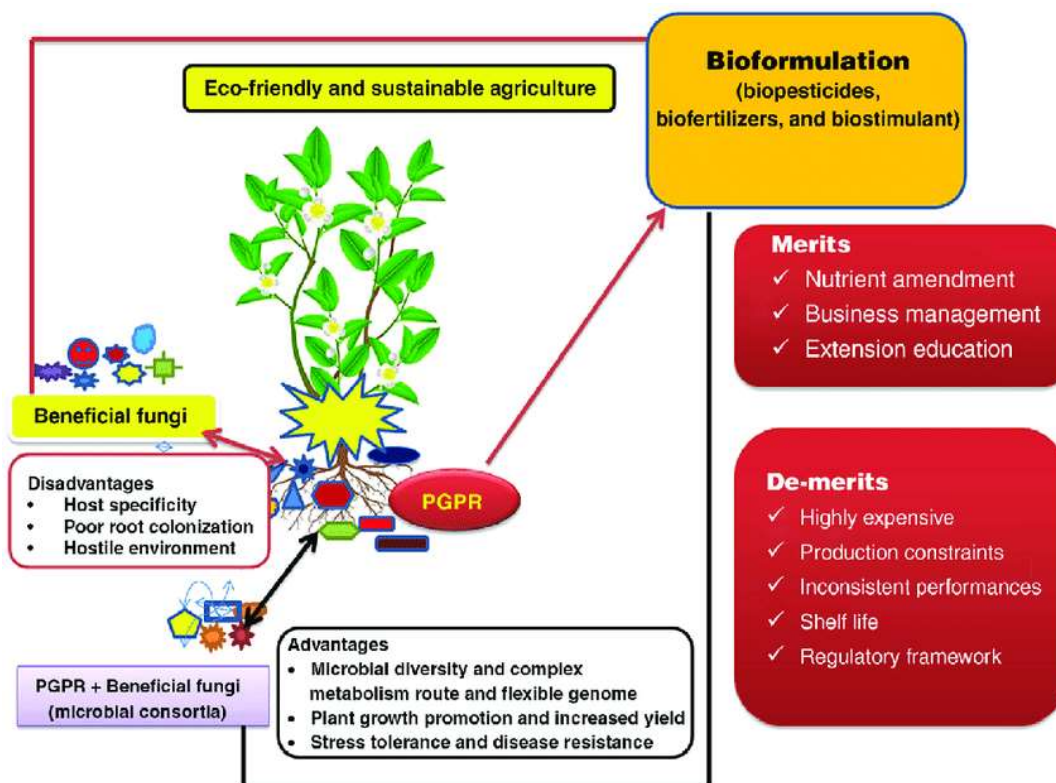 Bioformulation
(biopesticides,
biofertilizers, and biostimulant)
Eco-friendly and sustainable agriculture
Merits
✓ Nutrient amendment
✓ Business management
✓ Extension education
Beneficial fungi
Disadvantages
• Host specificity
• Poor root colonization
• Hostile environment
PGPR
De-merits
✓ Highly expensive
✓ Production constraints
✓ Inconsistent performances
✓ Shelf life
✓ Regulatory framework
Advantages
• Microbial diversity and complex
metabolism route and flexible genome
• Plant growth promotion and increased yield
• Stress tolerance and disease resistance
PGPR + Beneficial fungi
(microbial consortia)